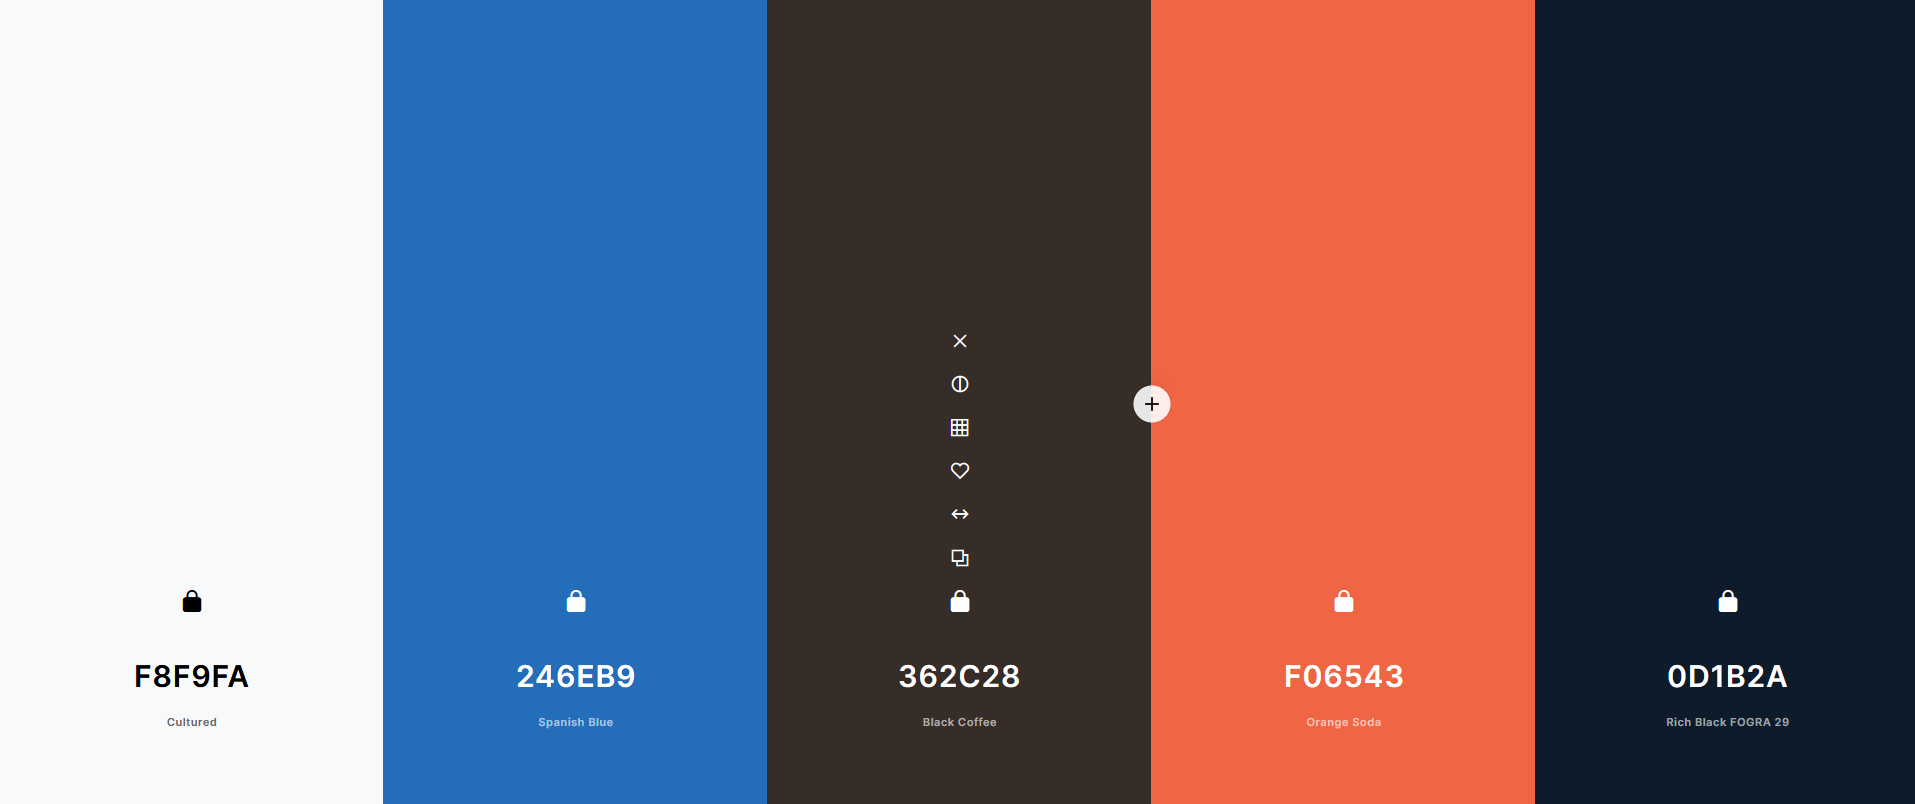 F8F9FA
Cultured
246EB9
Spanish Blue
362C28
Black Coffee
F06543
Orange Soda
0D1B2A
Rich Black FOGRA 29